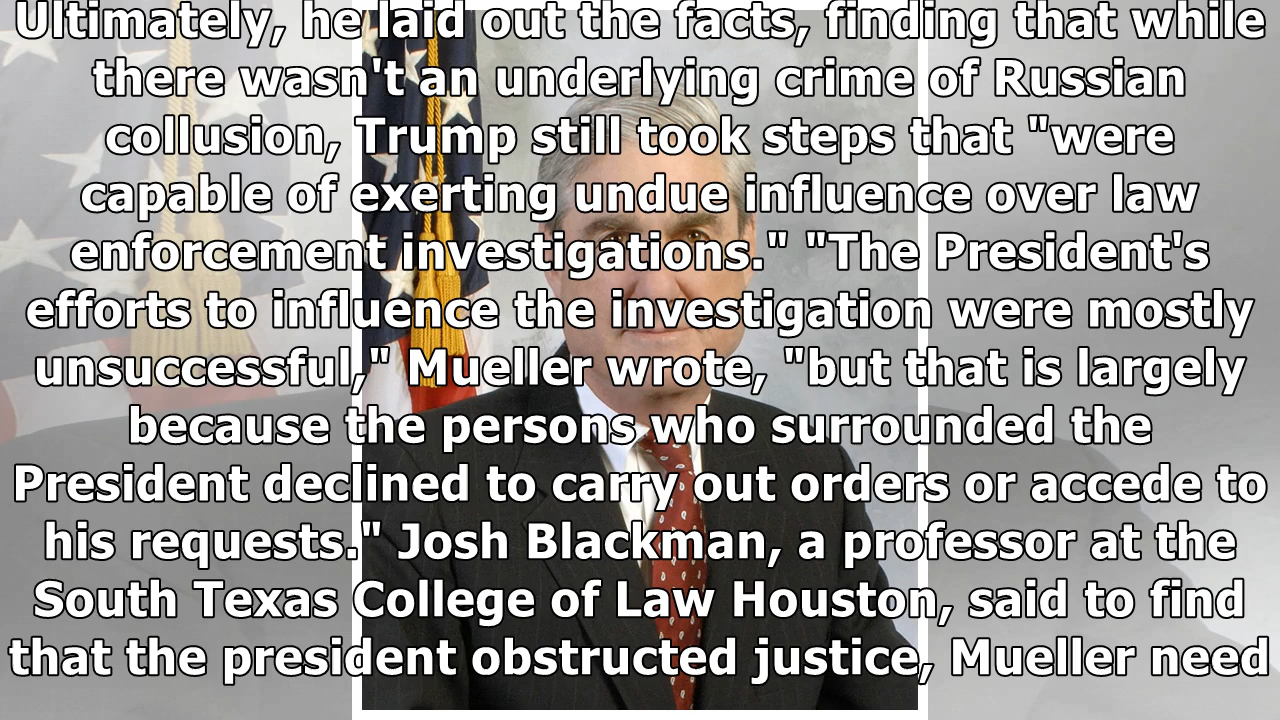 Ultimately, he laid out the facts, finding that while
there wasn't an underlying crime of Russian
collusion, Trump still took steps that "were
capable of exerting undue influence over law
enforcement investigations." "The President's
efforts to influence the investigation were mostly
unsuccessful," Mueller wrote, "but that is largely
because the persons who surrounded the
President declined to carry out orders or accede to
his requests." Josh Blackman, a professor at the
South Texas College of Law Houston, said to find
that the president obstructed justice, Mueller need